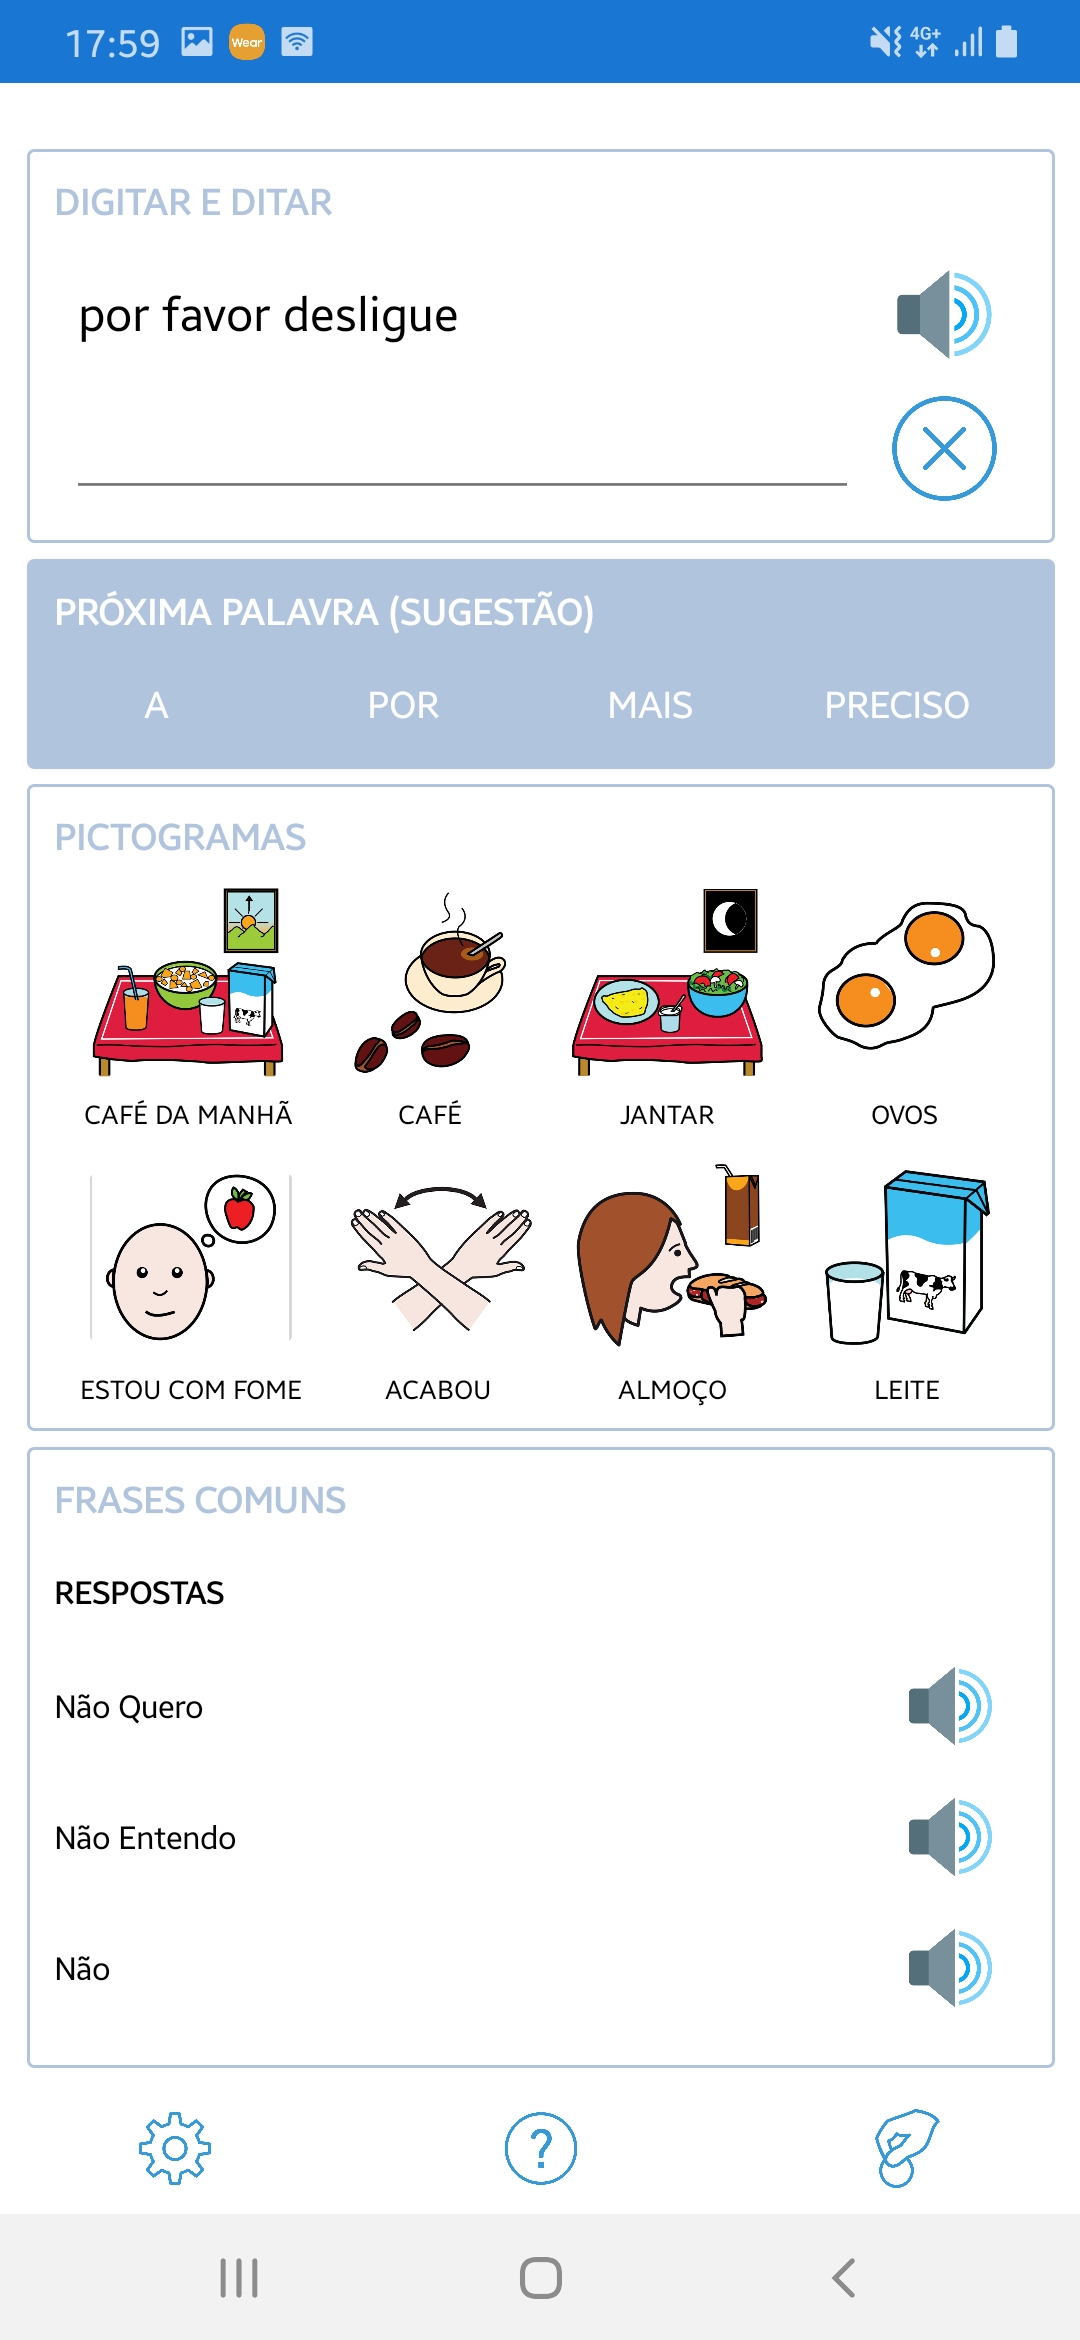 17:59
Wear
4G+
DIGITAR E DITAR
por favor desligue
PRÓXIMA PALAVRA (SUGESTÃO)
A POR MAIS PRECISO
PICTOGRAMAS
CAFÉ DA MANHÃ CAFÉ JANTAR OVOS
ESTOU COM FOME ACABOU ALMOÇO LEITE
FRASES COMUNS
RESPOSTAS
Não Quero
Não Entendo
Não
?